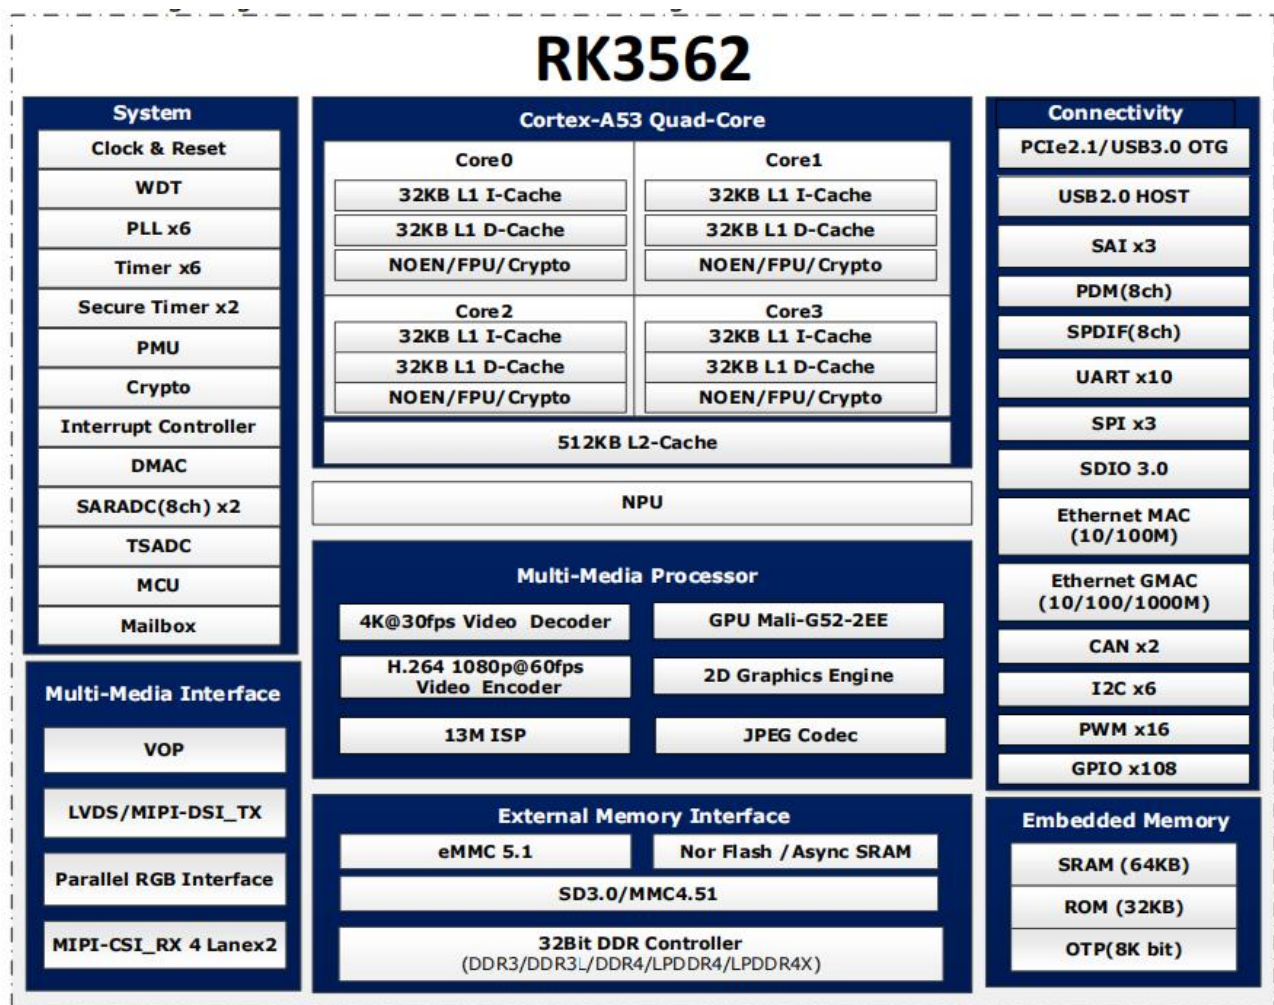 RK3562
System
Clock & Reset
WDT
PLL x6
Timer x6
Secure Timer x2
PMU
Crypto
Interrupt Controller
DMAC
SARADC(8ch) x2
TSADC
MCU
Mailbox
Multi-Media Interface
VOP
LVDS/MIPI-DSI_TX
Parallel RGB Interface
MIPI-CSI_RX 4 Lanex2
Cortex-A53 Quad-Core
Core0
32KB L1 I-Cache
32KB L1 D-Cache
NOEN/FPU/Crypto
Core1
32KB L1 I-Cache
32KB L1 D-Cache
NOEN/FPU/Crypto
Core2
32KB L1 I-Cache
32KB L1 D-Cache
NOEN/FPU/Crypto
Core3
32KB L1 I-Cache
32KB L1 D-Cache
NOEN/FPU/Crypto
512KB L2-Cache
NPU
Multi-Media Processor
4K@30fps Video Decoder
GPU Mali-G52-2EE
H.264 1080p@60fps
Video Encoder
2D Graphics Engine
13M ISP
JPEG Codec
External Memory Interface
eMMC 5.1
Nor Flash /Async SRAM
SD3.0/MMC4.51
32Bit DDR Controller
(DDR3/DDR3L/DDR4/LPDDR4/LPDDR4X)
Connectivity
PCIe2.1/USB3.0 OTG
USB2.0 HOST
SAI x3
PDM(8ch)
SPDIF(8ch)
UART x10
SPI x3
SDIO 3.0
Ethernet MAC
(10/100M)
Ethernet GMAC
(10/100/1000M)
CAN x2
I2C x6
PWM x16
GPIO x108
Embedded Memory
SRAM (64KB)
ROM (32KB)
OTP(8K bit)